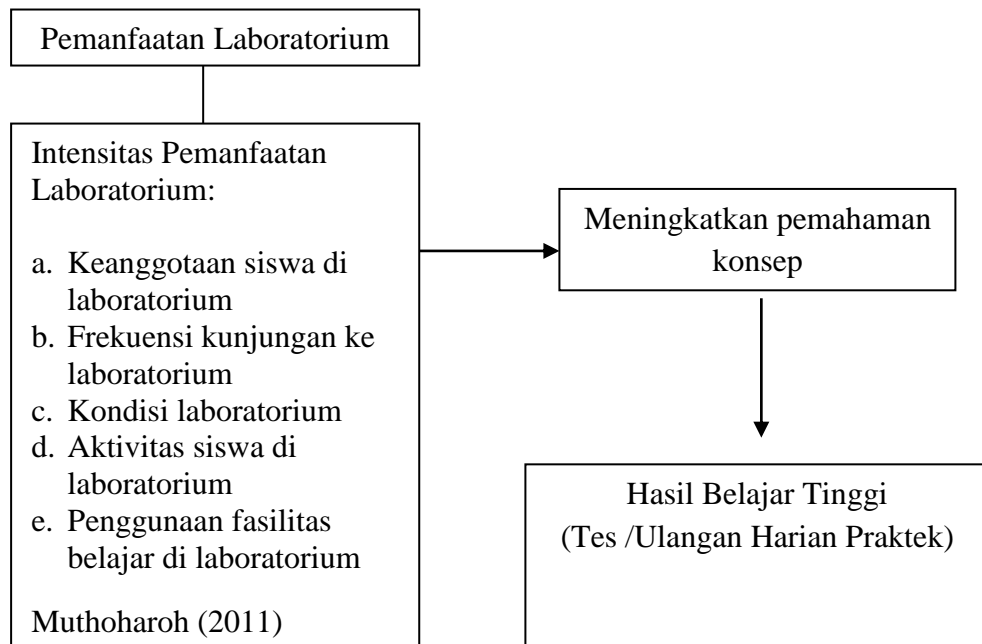 Pemanfaatan Laboratorium
Intensitas Pemanfaatan
Laboratorium:
a. Keanggotaan siswa di
laboratorium
b. Frekuensi kunjungan ke
laboratorium
c. Kondisi laboratorium
d. Aktivitas siswa di
laboratorium
e. Penggunaan fasilitas
belajar di laboratorium
Muthoharoh (2011)
Meningkatkan pemahaman
konsep
Hasil Belajar Tinggi
(Tes /Ulangan Harian Praktek)